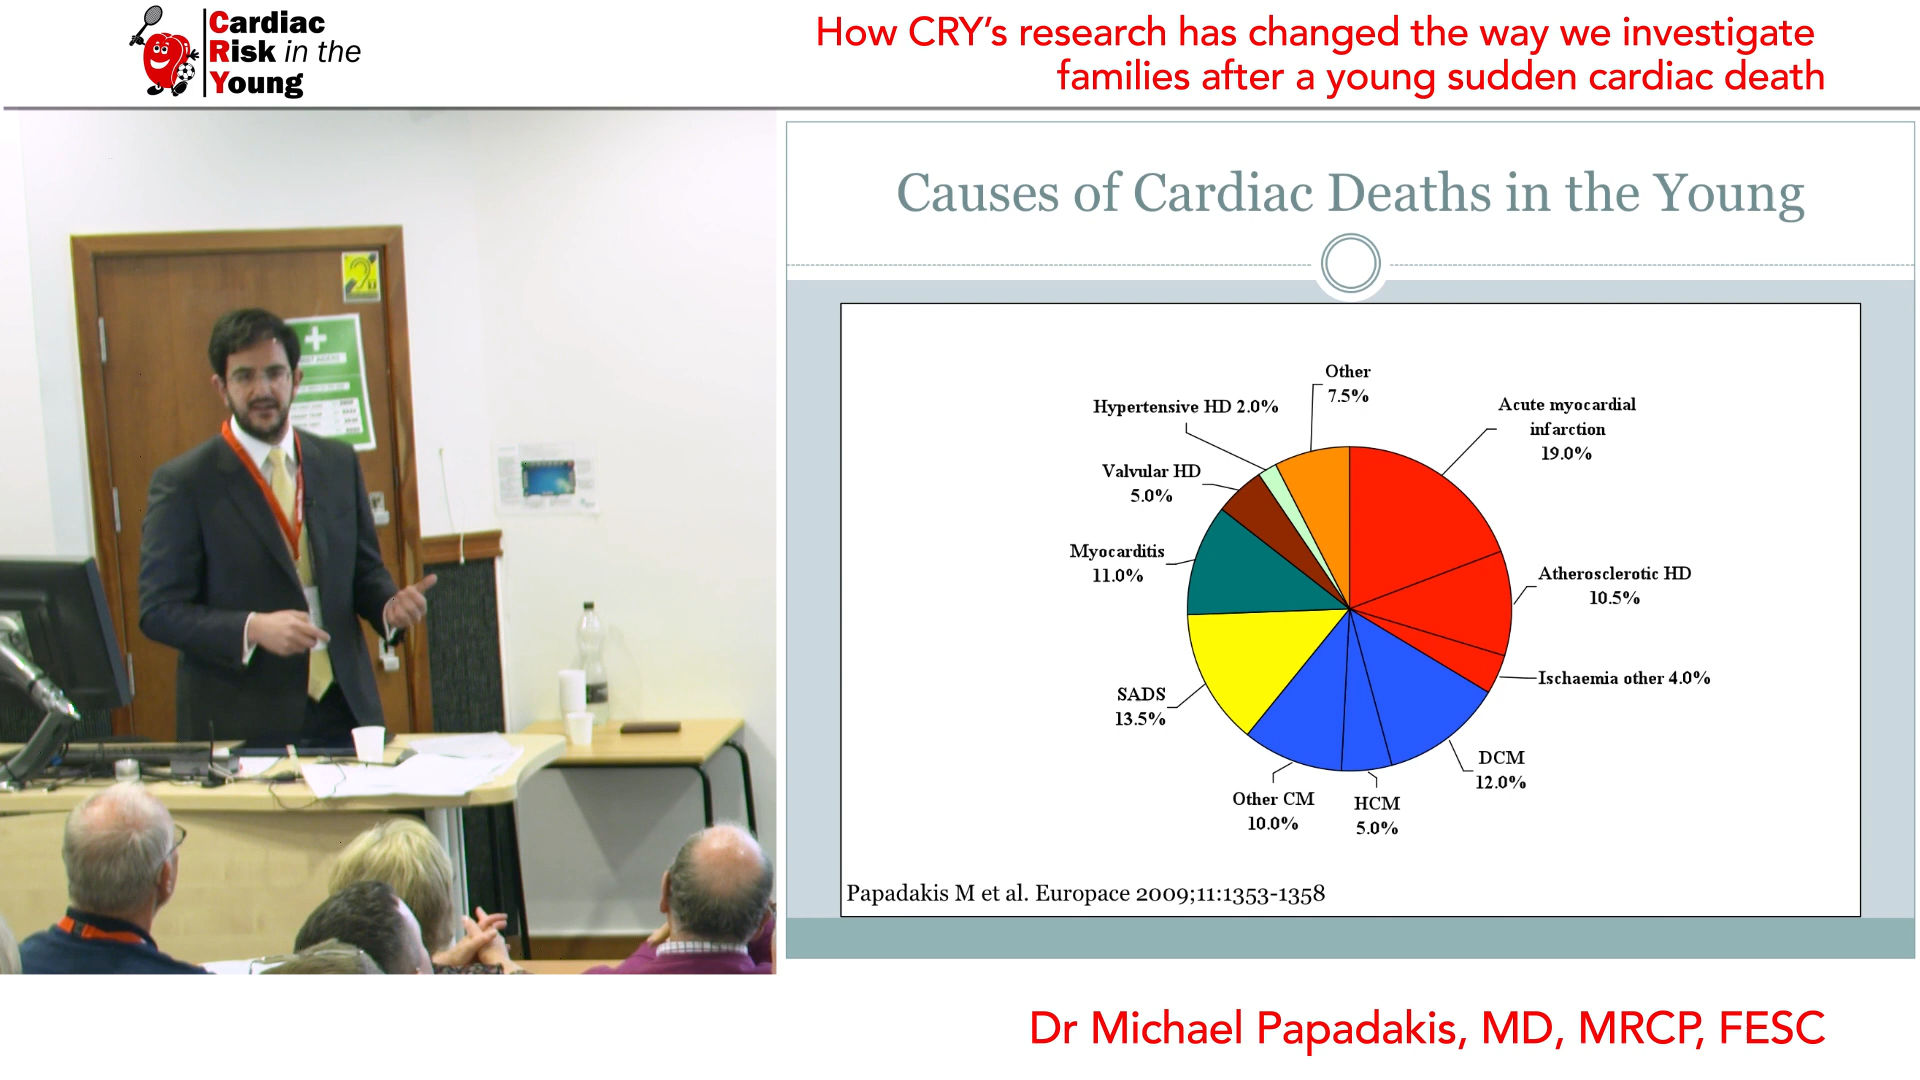 Cardiac
Risk in the
Young
How CRY's research has changed the way we investigate
families after a young sudden cardiac death
Causes of Cardiac Deaths in the Young
Other
7.5%
Hypertensive HD 2.0%
Acute myocardial
infarction
19.0%
Valvular HD
5.0%
Myocarditis
11.0%
Atherosclerotic HD
10.5%
Ischaemia other 4.0%
SADS
13.5%
DCM
12.0%
Other CM
10.0%
HCM
5.0%
Papadakis M et al. Europace 2009;11:1353-1358
Dr Michael Papadakis, MD, MRCP, FESC